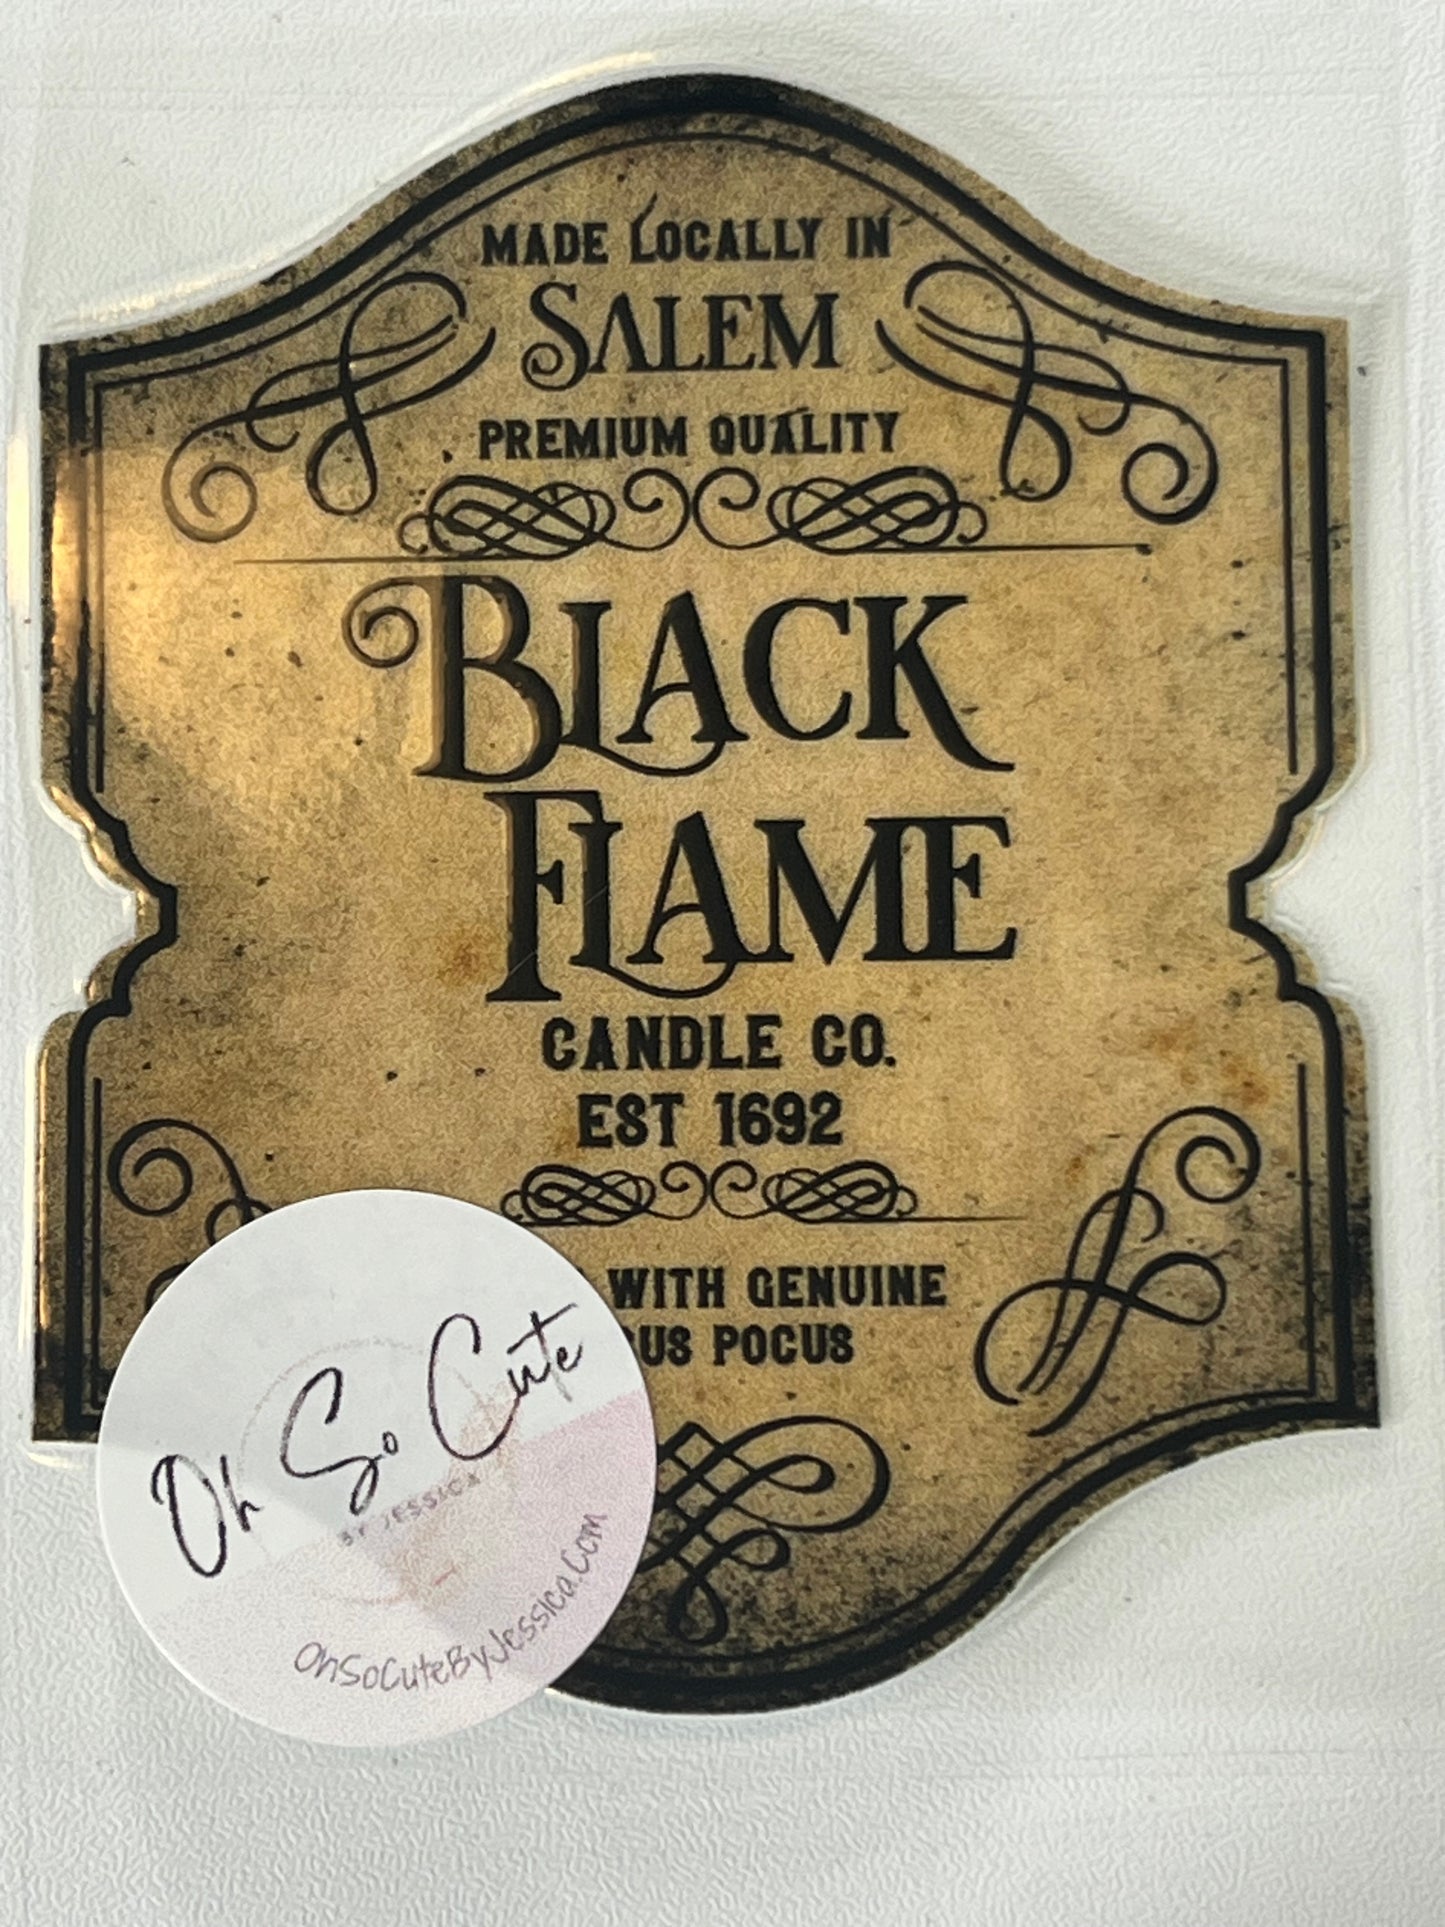 MADE LOCALLY IN
SALEM
PREMIUM QUALITY
BLACK
FLAME
CANDLE CO.
EST 1692
WITH GENUINE
POCUS
Oh So Cute
BY JESSICA
OhSoCuteByJessica.com